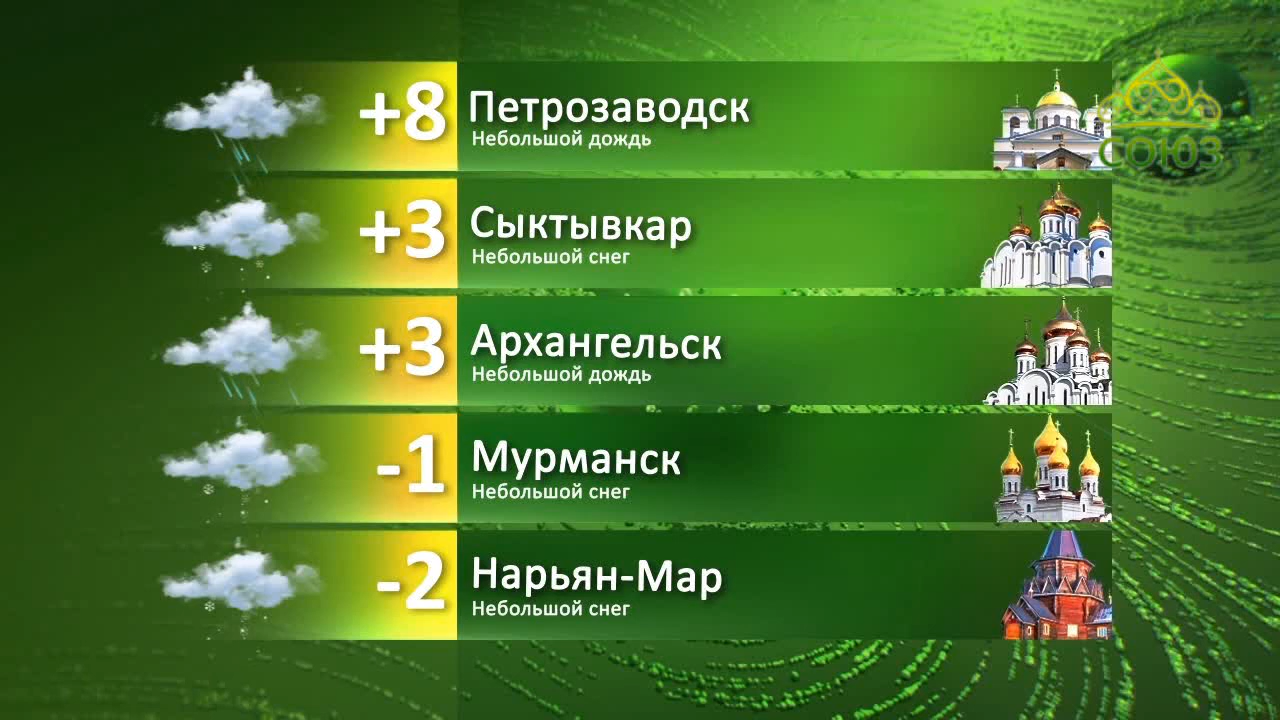 +8
Петрозаводск
Небольшой дождь
СОЮЗ
+3
Сыктывкар
Небольшой снег
+3
Архангельск
Небольшой дождь
-1
Мурманск
Небольшой снег
-2
Нарьян-Мар
Небольшой снег